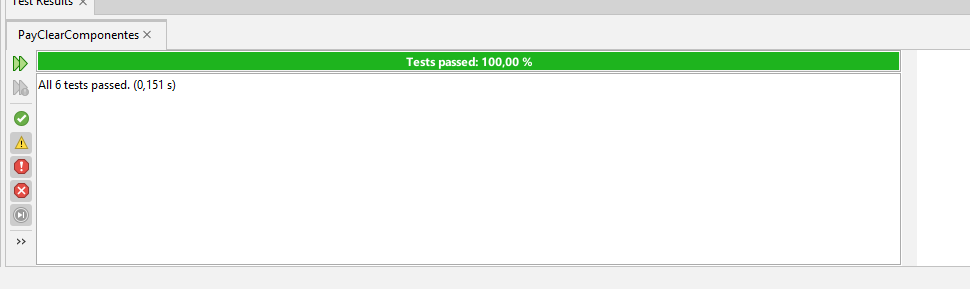 Test Results
PayClearComponentes
Tests passed: 100,00 %
All 6 tests passed. (0,151 s)